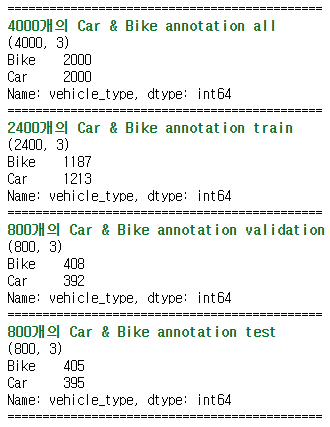 =============================================
4000개의 Car & Bike annotation all
(4000, 3)
Bike    2000
Car     2000
Name: vehicle_type, dtype: int64
=============================================
2400개의 Car & Bike annotation train
(2400, 3)
Bike    1187
Car     1213
Name: vehicle_type, dtype: int64
=============================================
800개의 Car & Bike annotation validation
(800, 3)
Bike    408
Car     392
Name: vehicle_type, dtype: int64
=============================================
800개의 Car & Bike annotation test
(800, 3)
Bike    405
Car     395
Name: vehicle_type, dtype: int64
=============================================